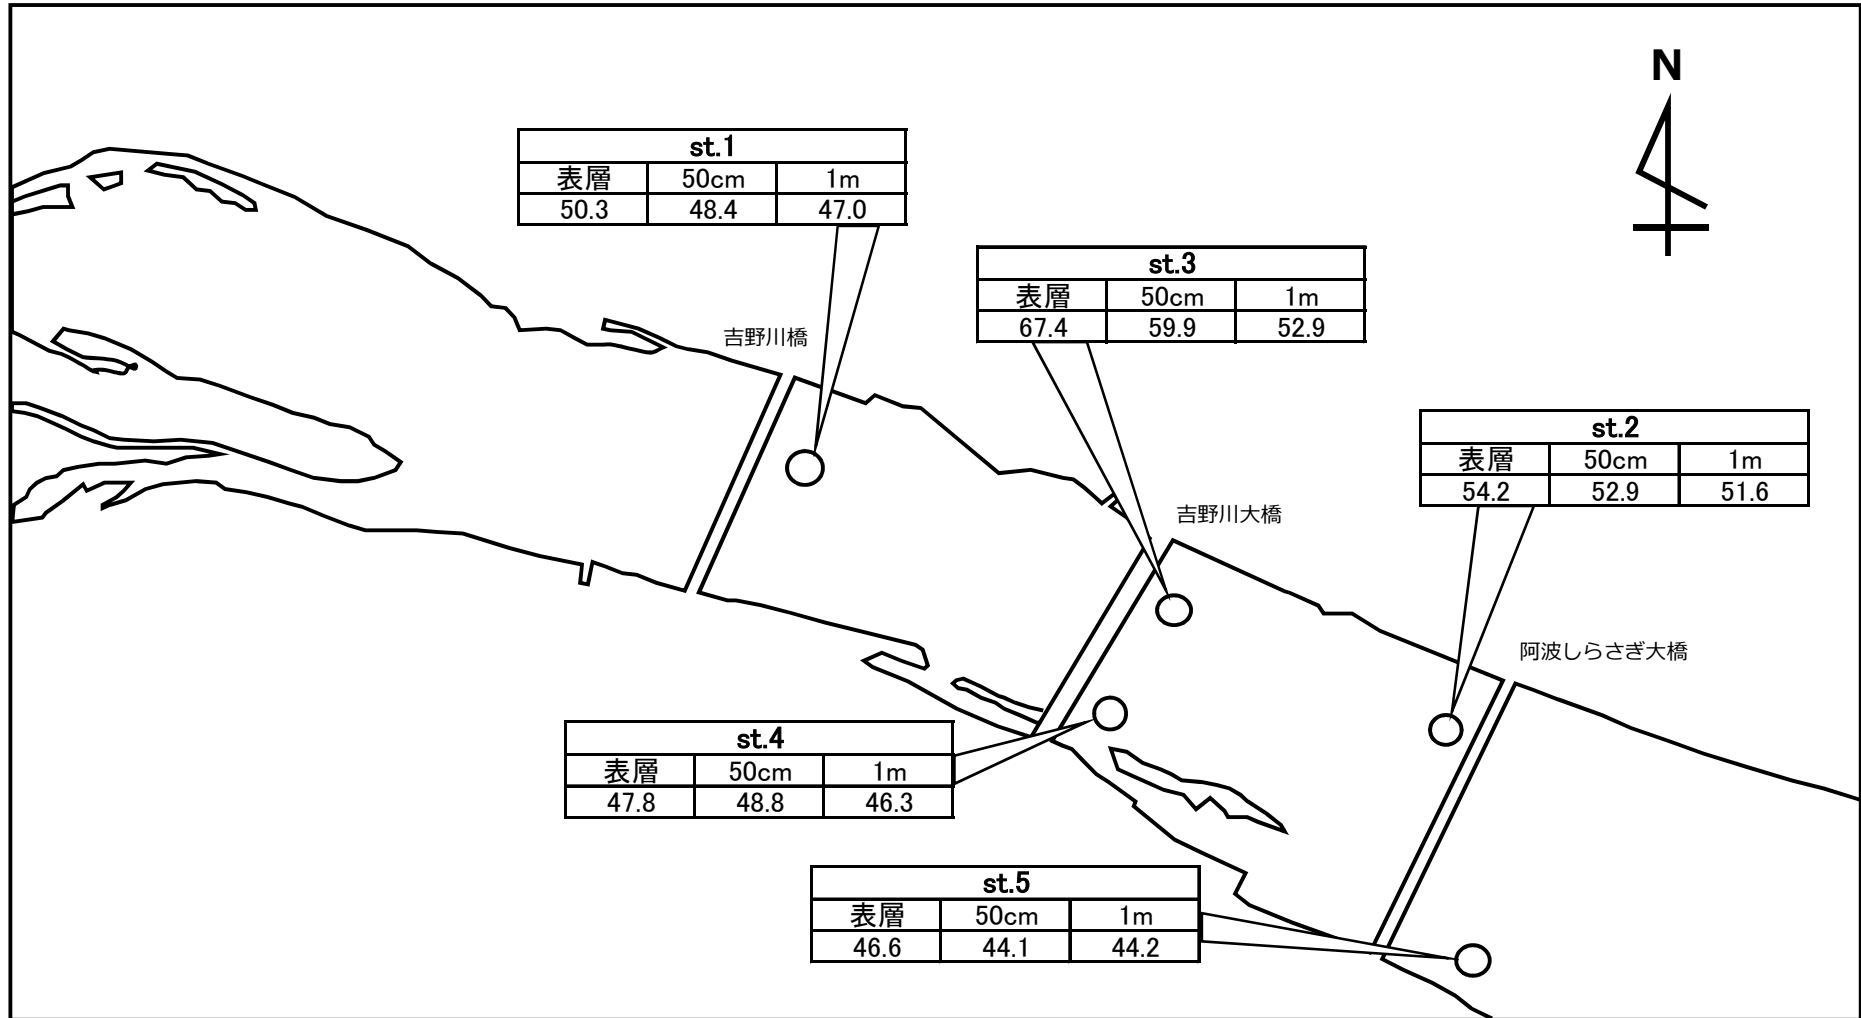 N
st.1
表層 50cm 1m
50.3 48.4 47.0
st.3
表層 50cm 1m
67.4 59.9 52.9
吉野川橋
st.2
表層 50cm 1m
54.2 52.9 51.6
吉野川大橋
阿波しらさぎ大橋
st.4
表層 50cm 1m
47.8 48.8 46.3
st.5
表層 50cm 1m
46.6 44.1 44.2